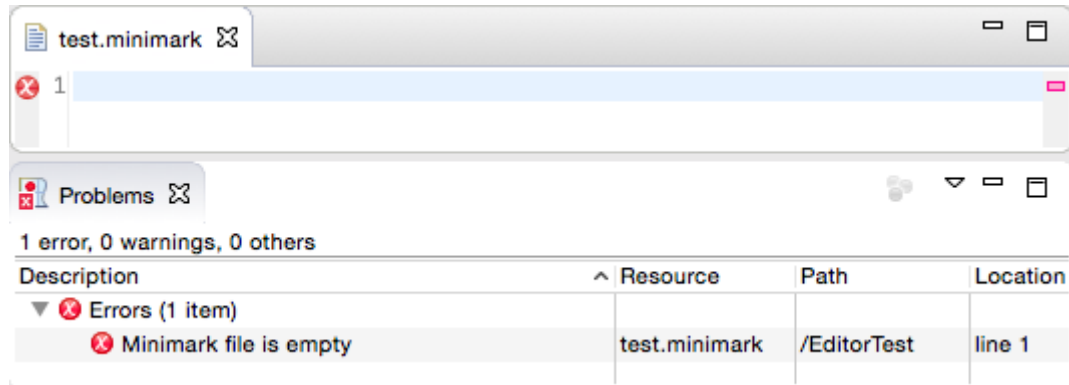 test.minimark
1
Problems
1 error, 0 warnings, 0 others
Description Resource Path Location
Errors (1 item)
Minimark file is empty test.minimark /EditorTest line 1